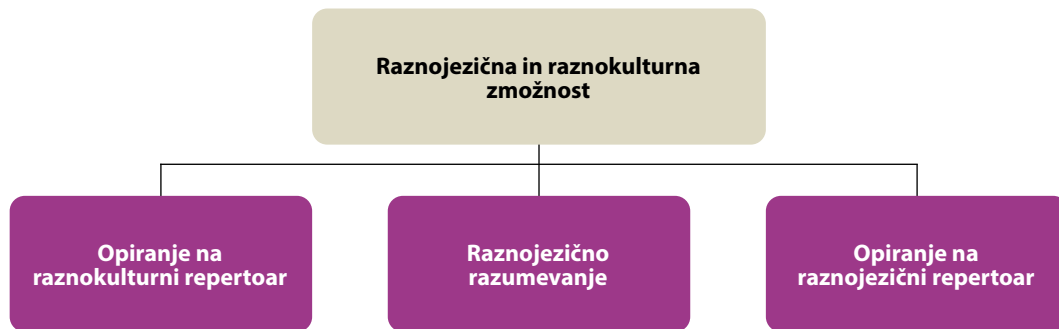 Raznojezična in raznokulturna
zmožnost
Opiranje na
raznokulturni repertoar
Raznojezično
razumevanje
Opiranje na
raznojezični repertoar